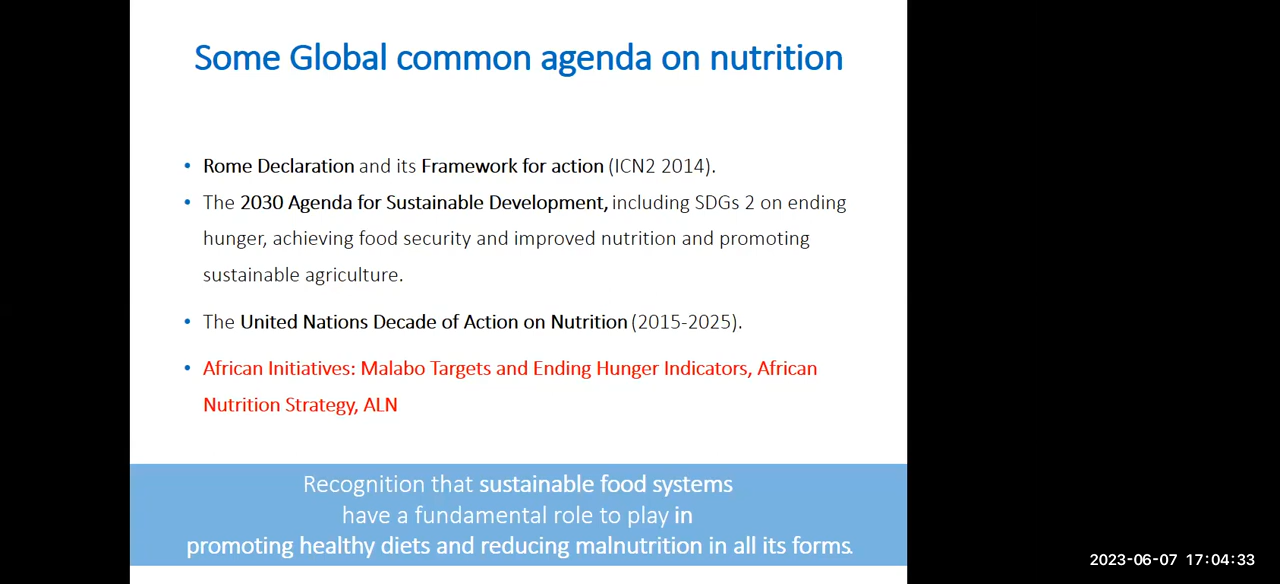 Some Global common agenda on nutrition
• Rome Declaration and its Framework for action (ICN2 2014).
• The 2030 Agenda for Sustainable Development, including SDGs 2 on ending
hunger, achieving food security and improved nutrition and promoting
sustainable agriculture.
• The United Nations Decade of Action on Nutrition (2015-2025).
• African Initiatives: Malabo Targets and Ending Hunger Indicators, African
Nutrition Strategy, ALN
Recognition that sustainable food systems
have a fundamental role to play in
promoting healthy diets and reducing malnutrition in all its forms.
2023-06-07 17:04:33